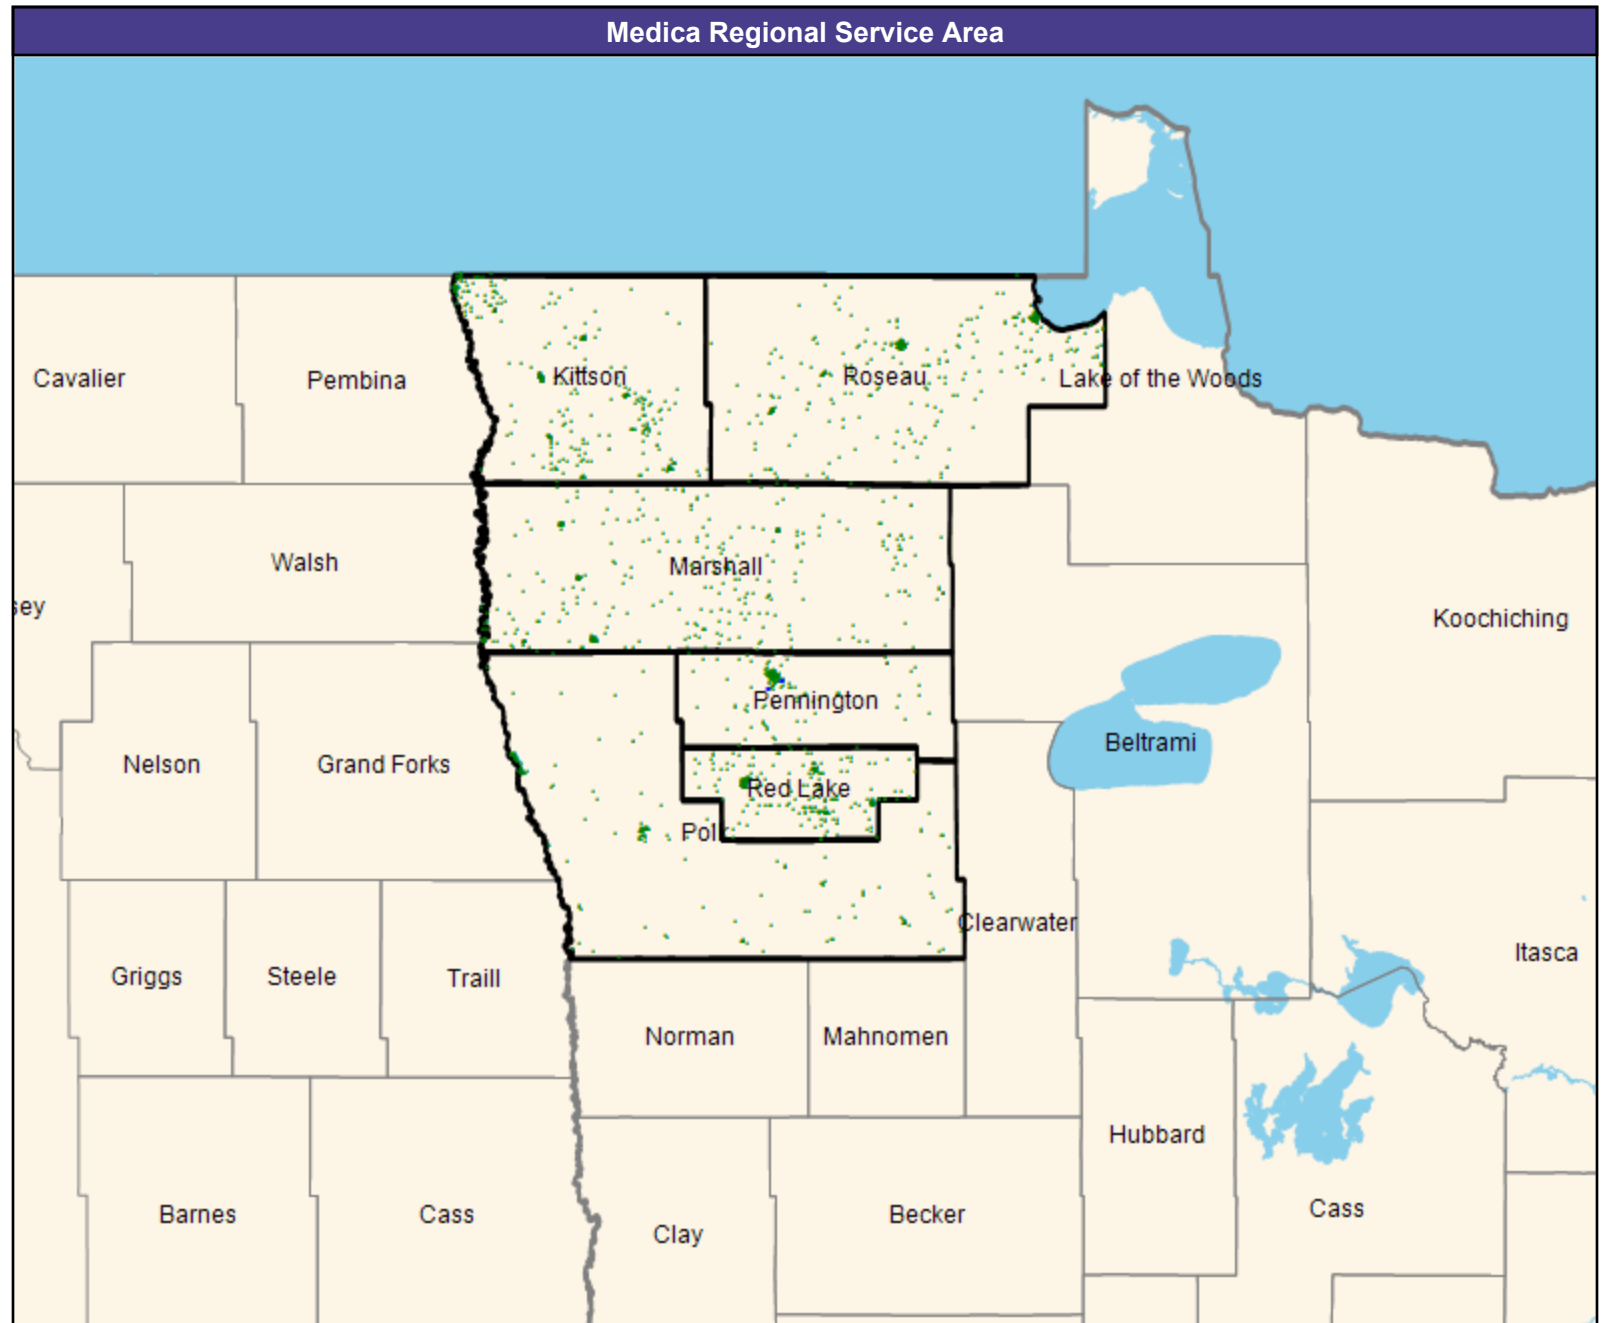 Medica Regional Service Area
Cavalier
Pembina
Kittson
Roseau
Lake of the Woods
Walsh
Marshall
sey
Koochiching
Nelson
Grand Forks
Pennington
Beltrami
Red Lake
Pol
Clearwater
Griggs
Steele
Traill
Itasca
Norman
Mahnomen
Hubbard
Barnes
Cass
Clay
Becker
Cass